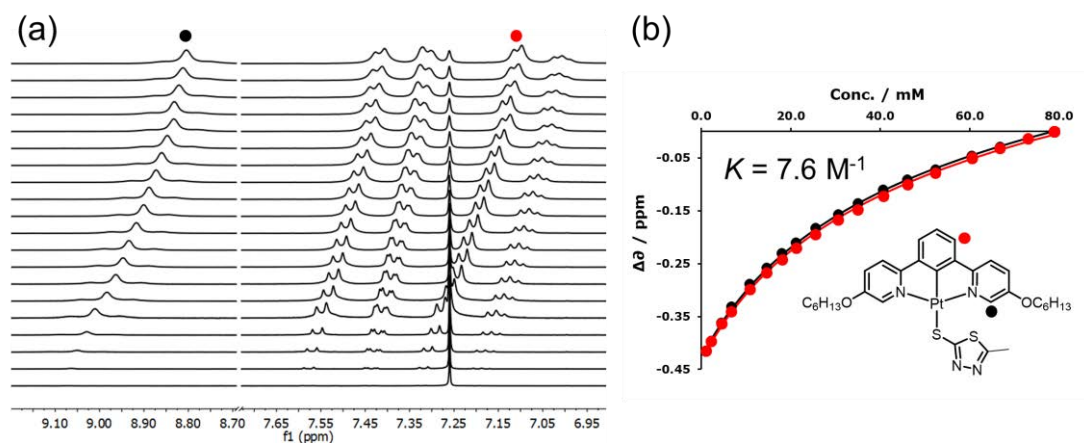 (a)
9.10 9.00 8.90 8.80 8.70 7.65 7.55 7.45 7.35 7.25 7.15 7.05 6.95
f1 (ppm)
(b)
Conc. / mM
0.0 20.0 40.0 60.0 80.0
-0.05
-0.15
-0.25
-0.35
-0.45
Δ∂ / ppm
K = 7.6 M⁻¹
C₆H₁₃O N Pt N OC₆H₁₃
S S
N N